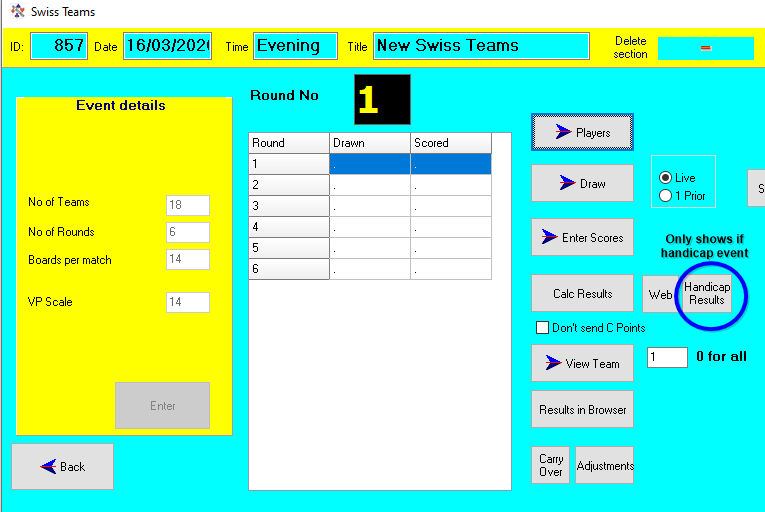 Swiss Teams
ID: 857 Date 16/03/202 Time Evening Title New Swiss Teams Delete section
Event details
No of Teams 18
No of Rounds 6
Boards per match 14
VP Scale 14
Enter
Back
Round No 1
Round Drawn Scored
1 . .
2 . .
3 . .
4 . .
5 . .
6 . .
Players
Draw
Live
1 Prior
S
Enter Scores
Only shows if
handicap event
Calc Results
Web
Handicap
Results
Don't send C Points
View Team
1 0 for all
Results in Browser
Carry
Over
Adjustments